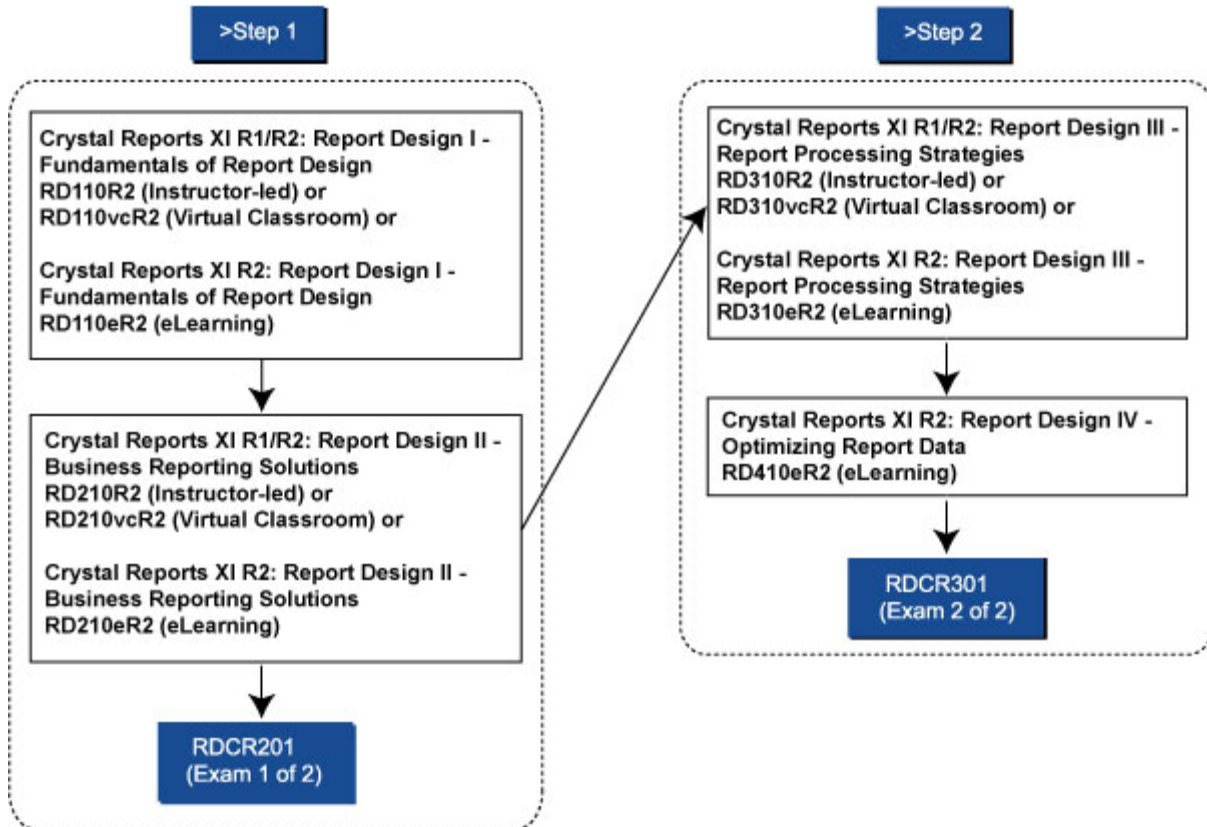 >Step 1
Crystal Reports XI R1/R2: Report Design I -
Fundamentals of Report Design
RD110R2 (Instructor-led) or
RD110vcR2 (Virtual Classroom) or
Crystal Reports XI R2: Report Design I -
Fundamentals of Report Design
RD110eR2 (eLearning)
Crystal Reports XI R1/R2: Report Design II -
Business Reporting Solutions
RD210R2 (Instructor-led) or
RD210vcR2 (Virtual Classroom) or
Crystal Reports XI R2: Report Design II -
Business Reporting Solutions
RD210eR2 (eLearning)
RDCR201
(Exam 1 of 2)
>Step 2
Crystal Reports XI R1/R2: Report Design III -
Report Processing Strategies
RD310R2 (Instructor-led) or
RD310vcR2 (Virtual Classroom) or
Crystal Reports XI R2: Report Design III -
Report Processing Strategies
RD310eR2 (eLearning)
Crystal Reports XI R2: Report Design IV -
Optimizing Report Data
RD410eR2 (eLearning)
RDCR301
(Exam 2 of 2)